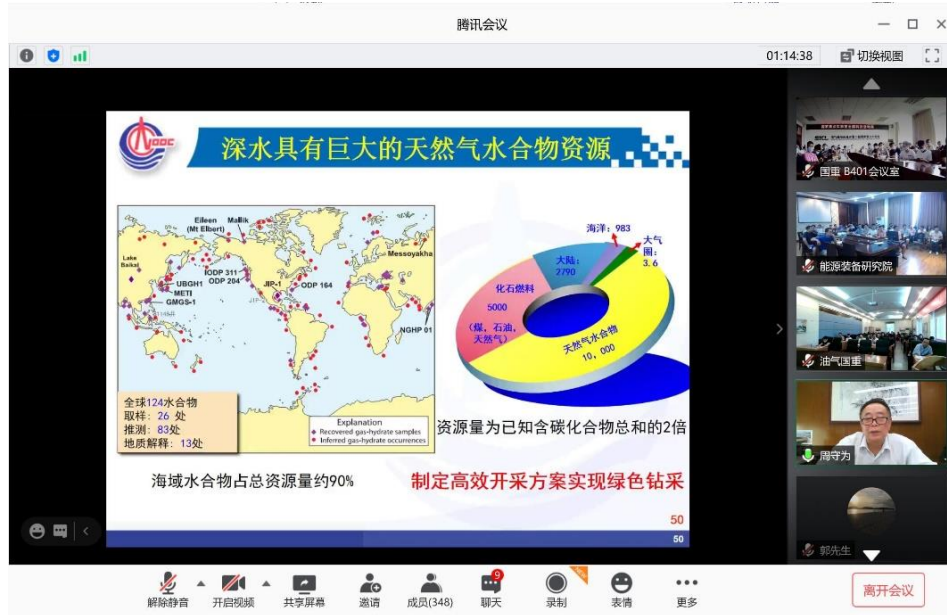 腾讯会议
01:14:38
切换视图
CNOOC
深水具有巨大的天然气水合物资源
Eileen
(Mt Elbert)
Mallik
Lake
Baikal
Messoyakha
IODP 311
ODP 204
UBGH1
METI
GMGS-1
JIP-1
ODP 164
NGHP 01
全球124水合物
取样：26 处
推测：83处
地质解释：13处
Explanation
Recovered gas-hydrate samples
Inferred gas-hydrate occurrences
海洋：983
大气
圈：
3.6
大陆：
2790
化石燃料
5000
（煤，石油，
天然气）
天然气水合物
10，000
资源量为已知含碳化合物总和的2倍
海域水合物占总资源量约90%
制定高效开采方案实现绿色钻采
50
50
国重 B401会议室
能源装备研究院
油气国重
周守为
郭先生
解除静音
开启视频
共享屏幕
邀请
成员(348)
9
聊天
录制
表情
更多
离开会议